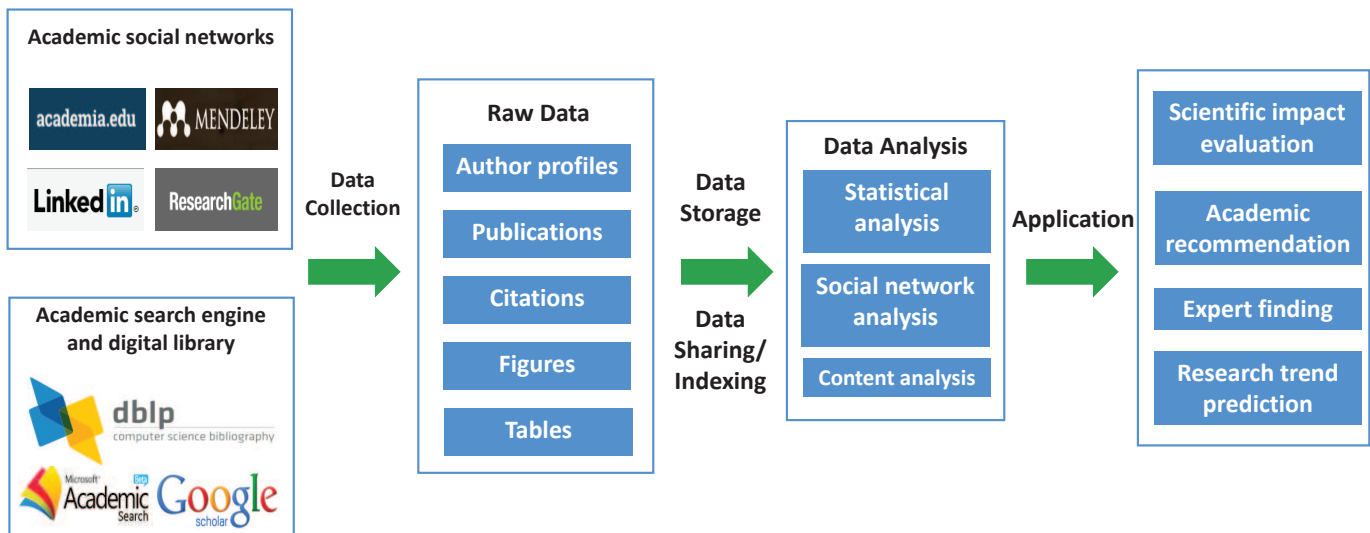 Academic social networks
academia.edu
MENDELEY
Linked in ®
ResearchGate
Academic search engine
and digital library
dblp
computer science bibliography
Microsoft®
Beta
Academic
Search
Google
scholar
Data
Collection
Raw Data
Author profiles
Publications
Citations
Figures
Tables
Data
Storage
Data
Sharing/
Indexing
Data Analysis
Statistical
analysis
Social network
analysis
Content analysis
Application
Scientific impact
evaluation
Academic
recommendation
Expert finding
Research trend
prediction